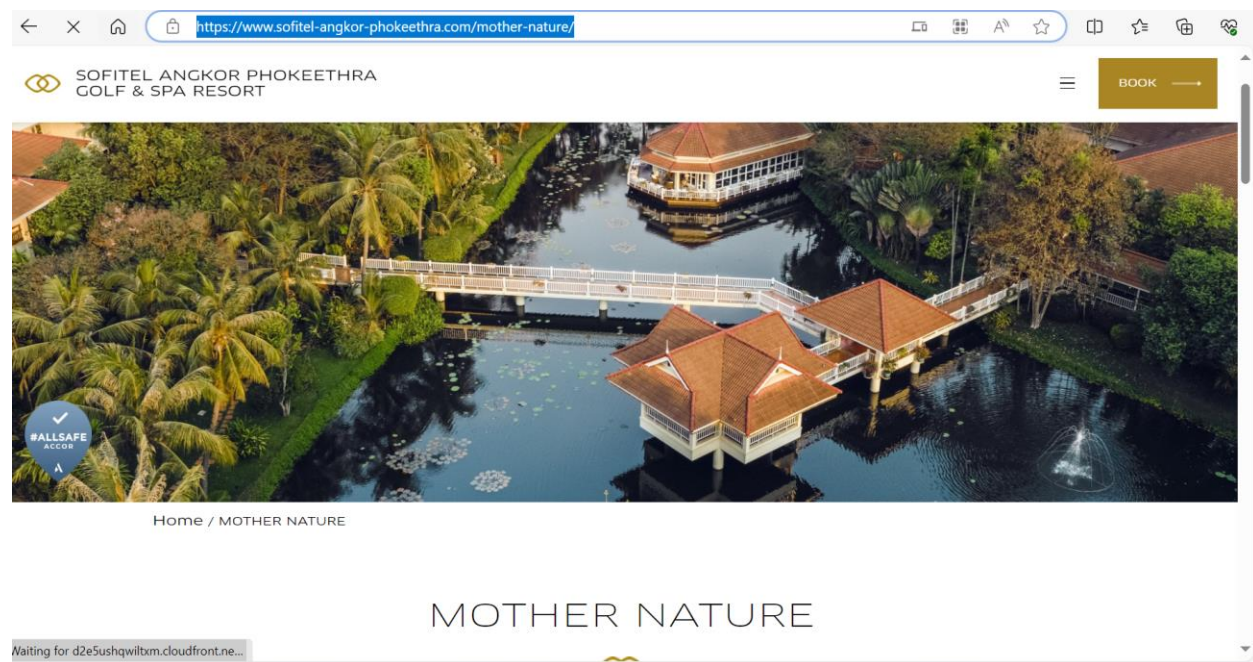 https://www.sofitel-angkor-phokeethra.com/mother-nature/
SOFITEL ANGKOR PHOKEETHRA
GOLF & SPA RESORT
BOOK
#ALLSAFE
ACCOR
Home / MOTHER NATURE
MOTHER NATURE
Waiting for d2e5ushqwiltxm.cloudfront.ne...